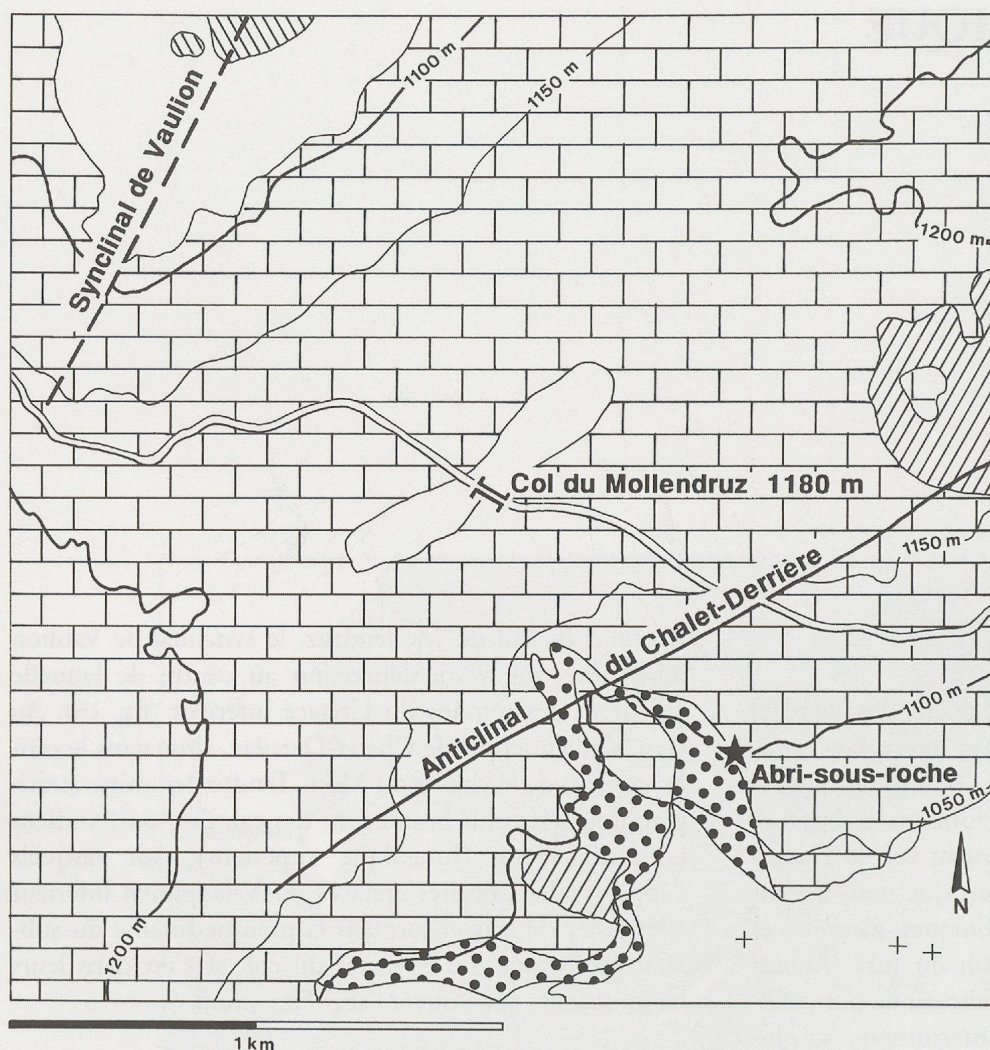 1100 m
1150 m
Synclinal de Vaulion
1200 m
Col du Mollendruz 1180 m
1150 m
Anticlinal du Chalet-Derrière
1100 m
Abri-sous-roche
1050 m
N
1200 m
1 km